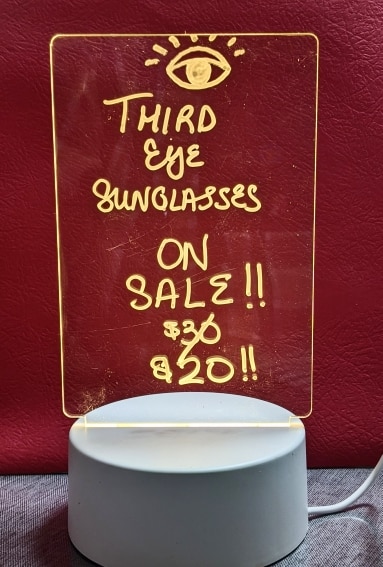 THIRD
EYE
SUNGLASSES
ON
SALE!!
$30
$20!!